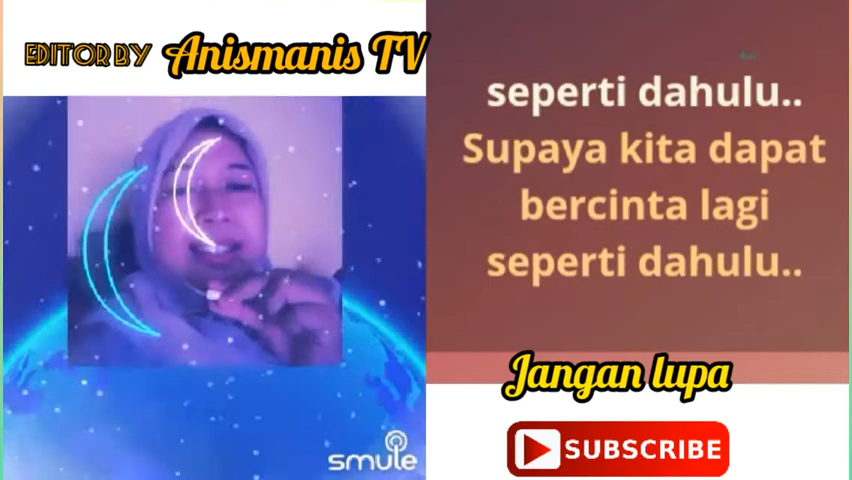 EDITOR BY Anismanis TV
seperti dahulu..
Supaya kita dapat
bercinta lagi
seperti dahulu..
Jangan lupa
SUBSCRIBE
smule